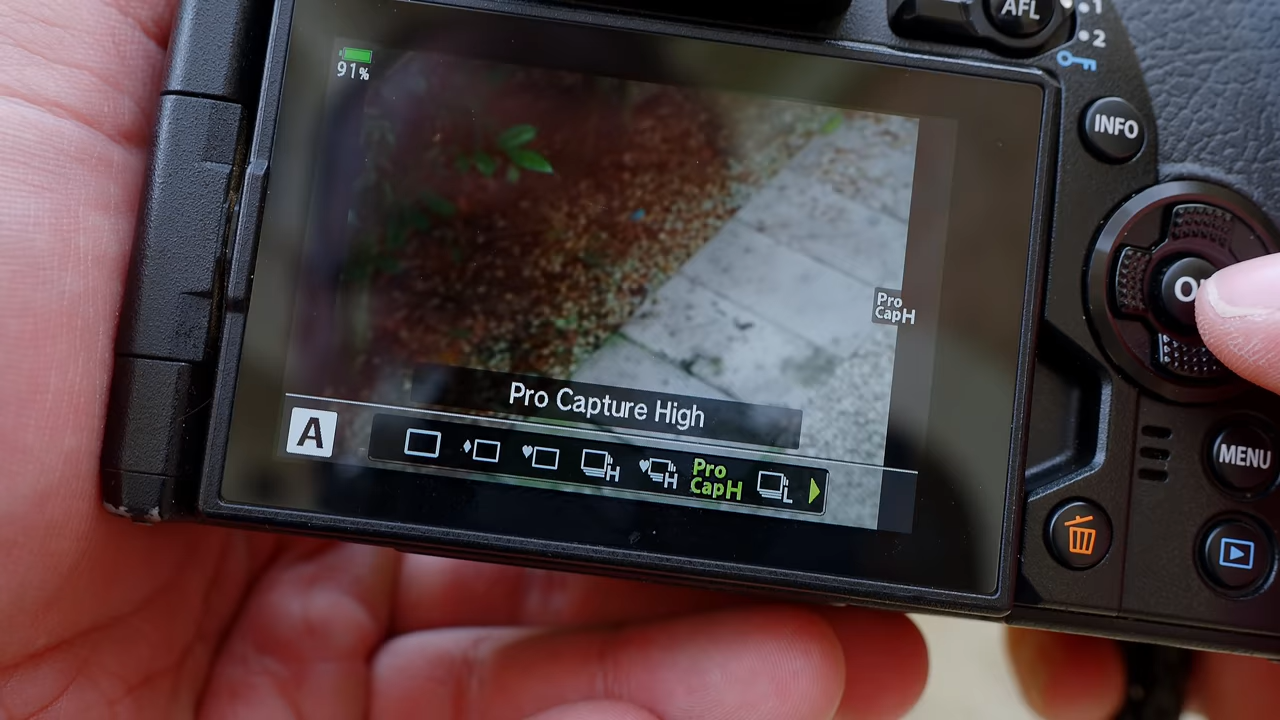 AFL
1
2
91%
INFO
Pro
CapH
Pro Capture High
MENU
A
H
H
Pro
CapH
L